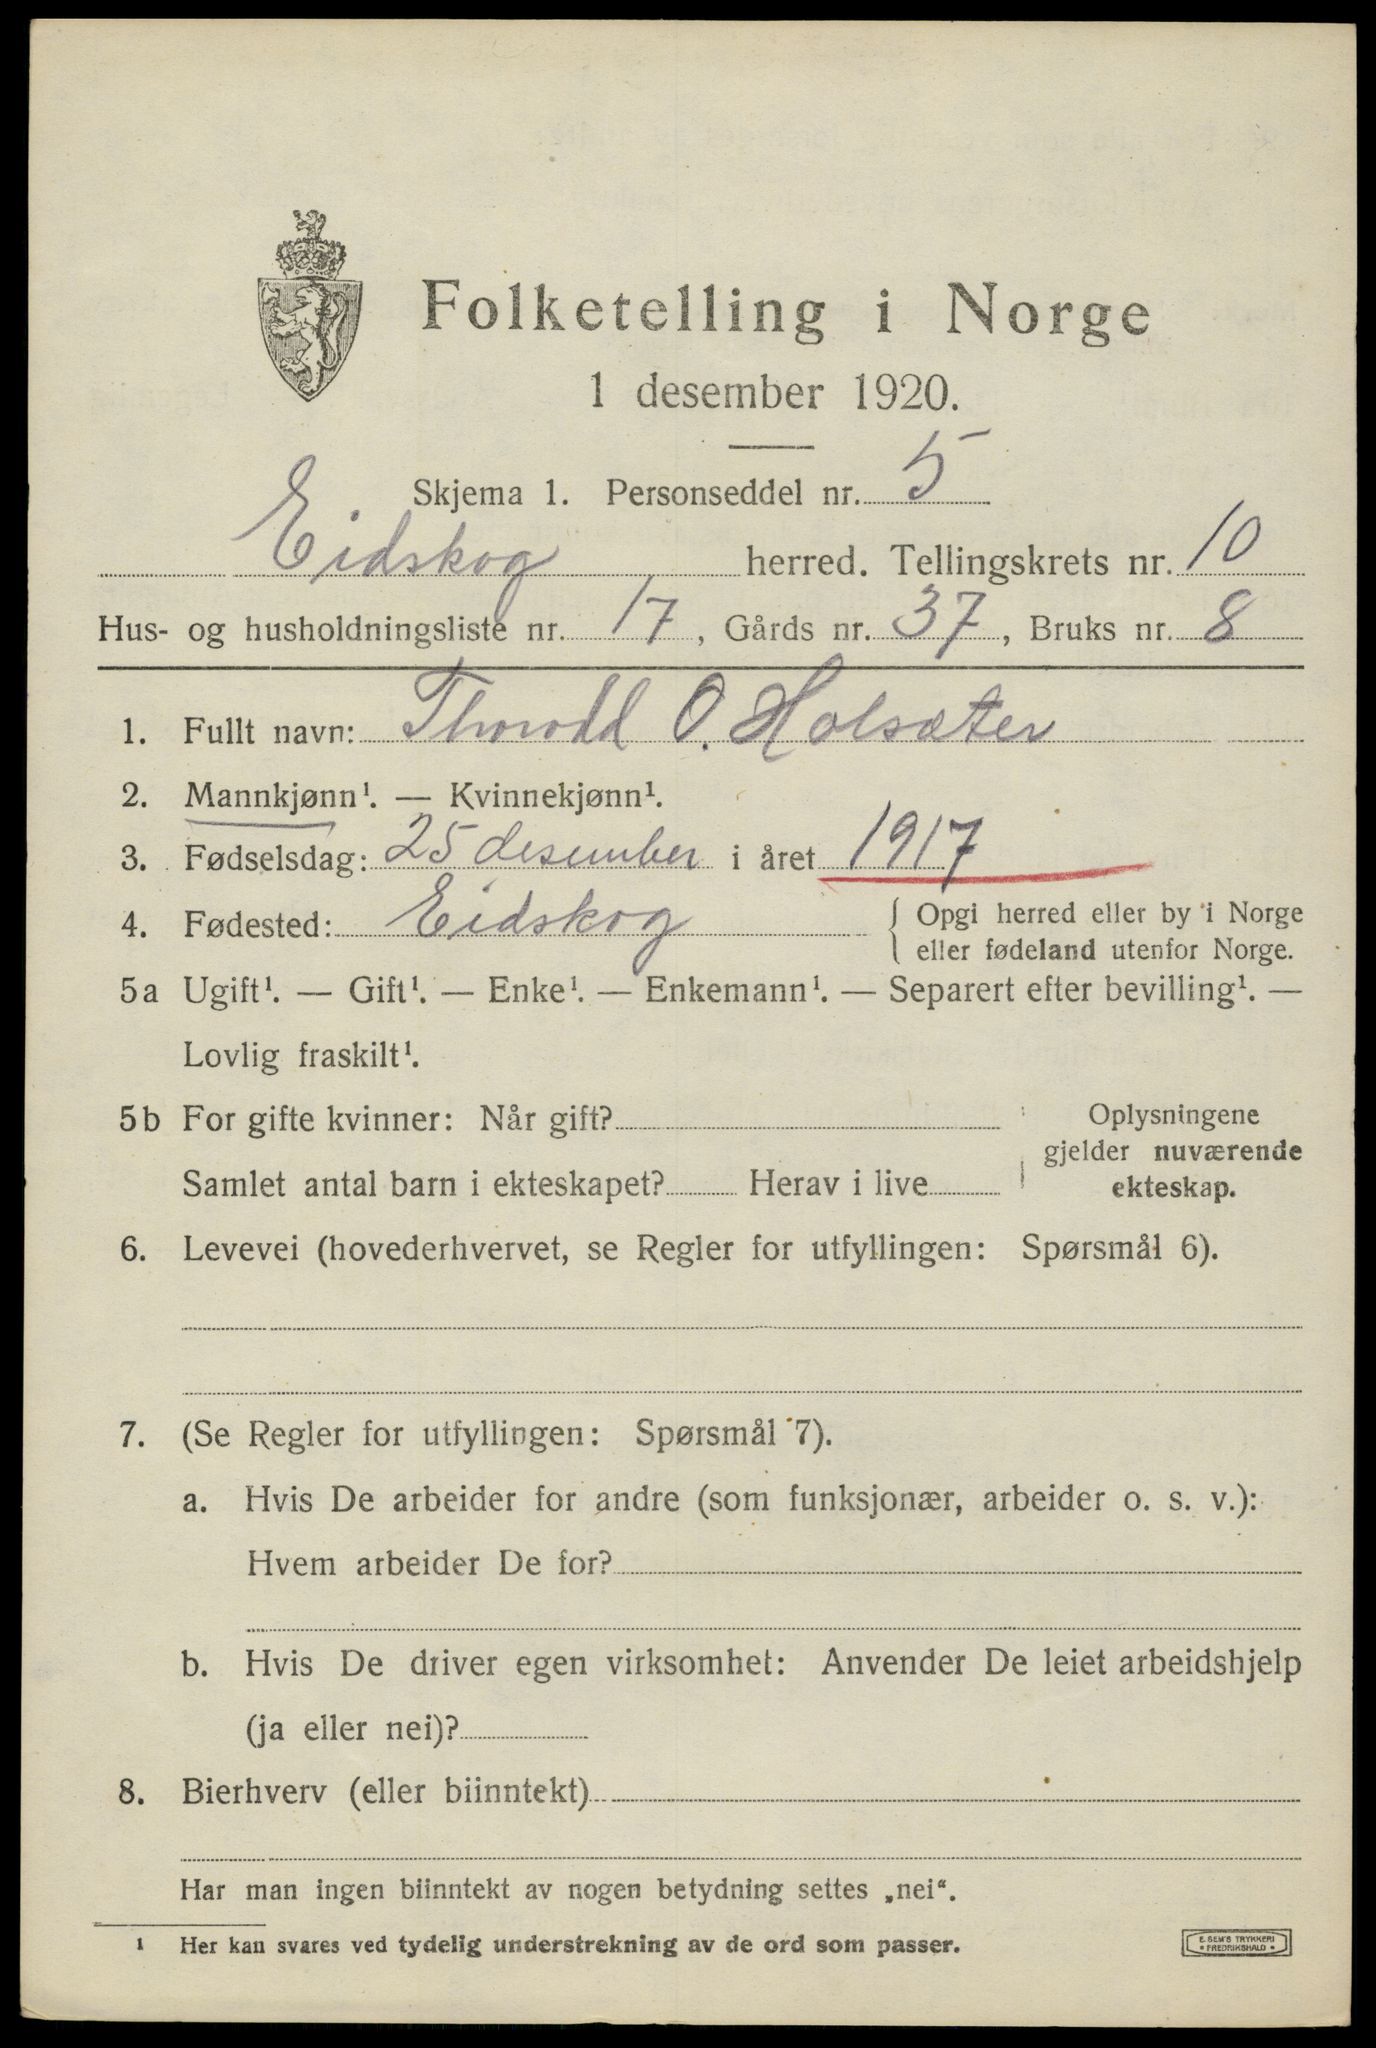 Folketelling i Norge
1 desember 1920.
Skjema 1. Personseddel nr. 5
Eidskog herred. Tellingskrets nr. 10
Hus- og husholdningsliste nr. 17, Gårds nr. 37, Bruks nr. 8
1. Fullt navn: Thorodd O. Holsæter
2. Mannkjønn¹. — Kvinnekjønn¹.
3. Fødselsdag: 25 desember i året 1917
4. Fødested: Eidskog { Opgi herred eller by i Norge
eller fødeland utenfor Norge.
5a Ugift¹. — Gift¹. — Enke¹. — Enkemann¹. — Separert efter bevilling¹. —
Lovlig fraskilt¹.
5b For gifte kvinner: Når gift?
Samlet antal barn i ekteskapet? Herav i live
Oplysningene
gjelder nuværende
ekteskap.
6. Levevei (hovederhvervet, se Regler for utfyllingen: Spørsmål 6).
7. (Se Regler for utfyllingen: Spørsmål 7).
a. Hvis De arbeider for andre (som funksjonær, arbeider o. s. v.):
Hvem arbeider De for?
b. Hvis De driver egen virksomhet: Anvender De leiet arbeidshjelp
(ja eller nei)?
8. Bierhverv (eller biinntekt)
Har man ingen biinntekt av nogen betydning settes „nei“.
¹ Her kan svares ved tydelig understrekning av de ord som passer.
E. SEM'S TRYKKERI
• FREDRIKSHALD •